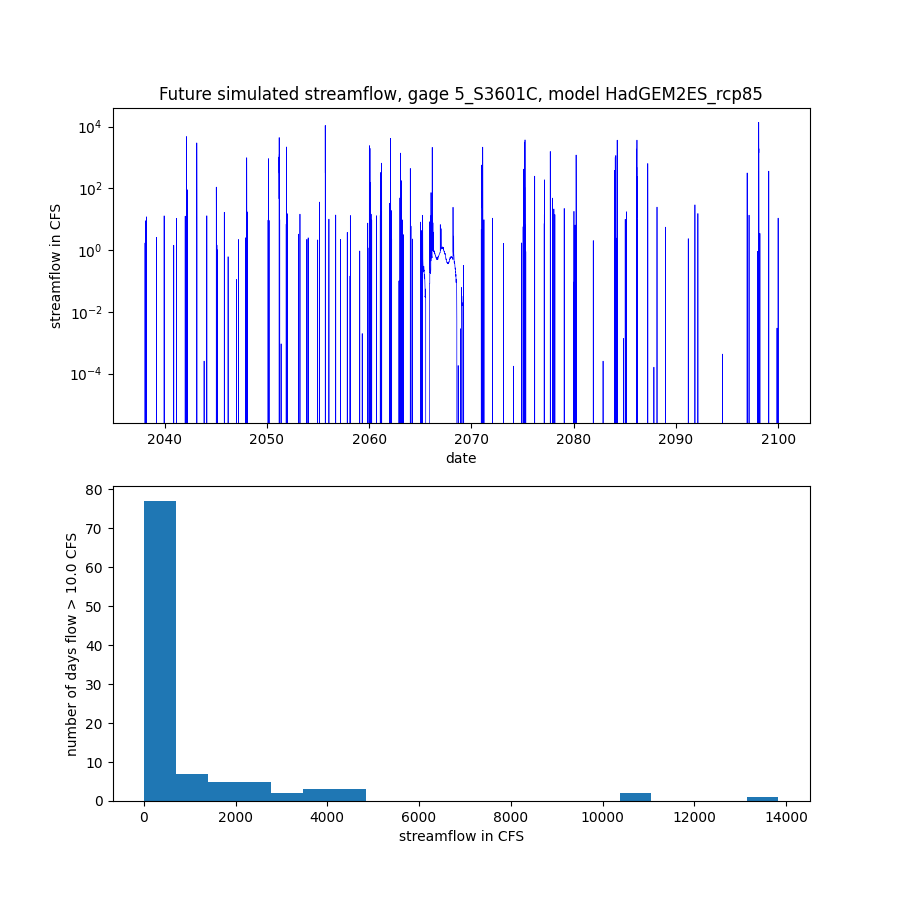 Future simulated streamflow, gage 5_S3601C, model HadGEM2ES_rcp85
streamflow in CFS
10^4
10^2
10^0
10^−2
10^−4
2040 2050 2060 2070 2080 2090 2100
date
number of days flow > 10.0 CFS
80
70
60
50
40
30
20
10
0
0 2000 4000 6000 8000 10000 12000 14000
streamflow in CFS